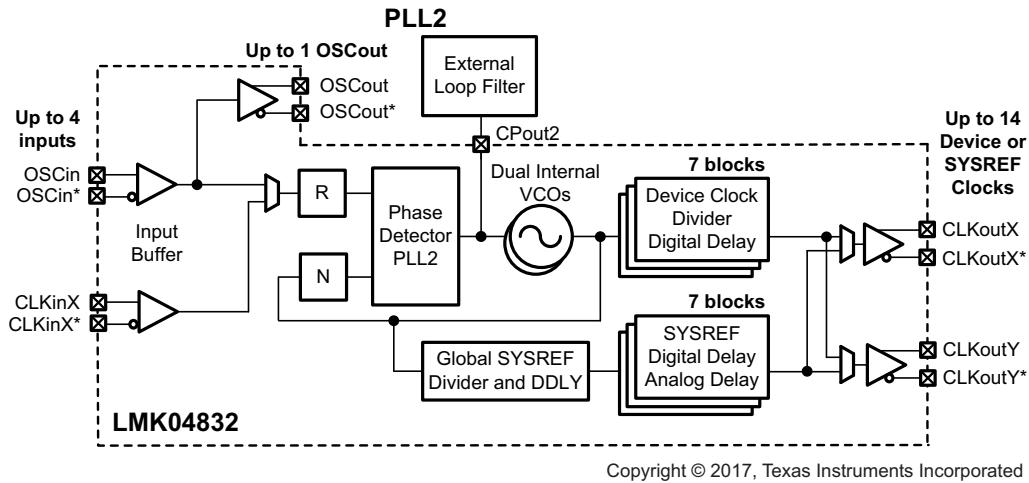 PLL2
Up to 1 OSCout
External
Loop Filter
OSCout
OSCout*
Up to 4
inputs
CPout2
Up to 14
Device or
SYSREF
Clocks
OSCin
OSCin*
Input
Buffer
R
Phase
Detector
PLL2
N
Dual Internal
VCOs
7 blocks
Device Clock
Divider
Digital Delay
CLKoutX
CLKoutX*
CLKinX
CLKinX*
7 blocks
SYSREF
Digital Delay
Analog Delay
Global SYSREF
Divider and DDLY
CLKoutY
CLKoutY*
LMK04832
Copyright © 2017, Texas Instruments Incorporated